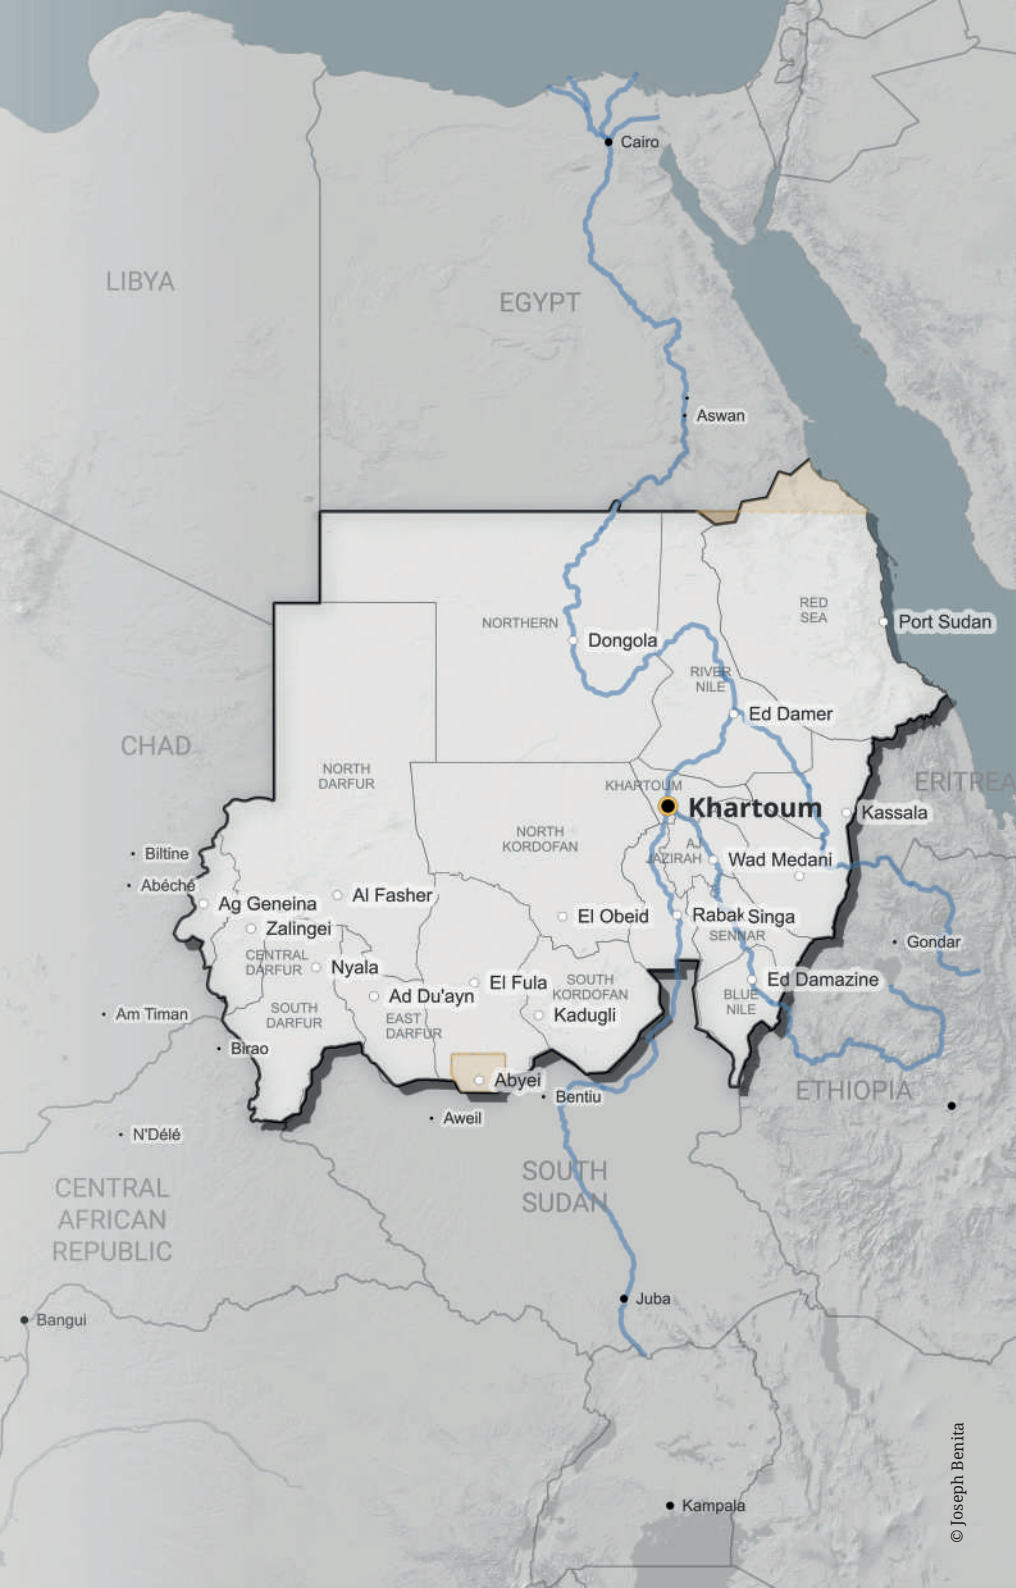 Cairo
LIBYA
EGYPT
Aswan
RED
SEA
NORTHERN
Port Sudan
Dongola
RIVER
NILE
Ed Damer
CHAD
NORTH
DARFUR
ERITREA
KHARTOUM
Khartoum
Kassala
NORTH
KORDOFAN
AJ
JAZIRAH
Biltine
Wad Medani
Abéché
Al Fasher
Ag Geneina
El Obeid
Rabak
Singa
Zalingei
SENNAR
Gondar
CENTRAL
DARFUR
Nyala
Ed Damazine
El Fula
SOUTH
KORDOFAN
Ad Du'ayn
BLUE
NILE
Am Timan
SOUTH
DARFUR
EAST
DARFUR
Kadugli
Birao
Abyei
ETHIOPIA
Bentiu
Aweil
N'Délé
SOUTH
SUDAN
CENTRAL
AFRICAN
REPUBLIC
Juba
Bangui
Kampala
© Joseph Benita